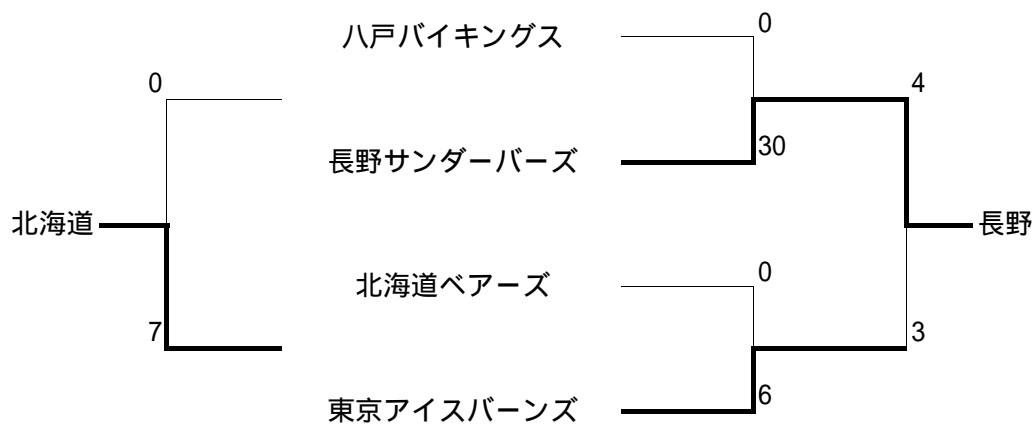 八戸バイキングス
0
0
4
長野サンダーバーズ
30
北海道
長野
北海道ベアーズ
0
7
3
東京アイスバーンズ
6